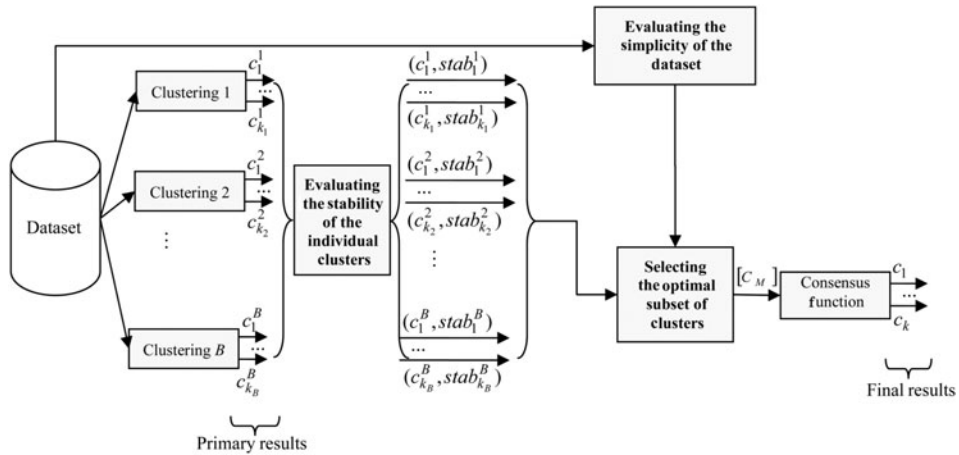 Evaluating the
simplicity of the
dataset
Dataset
Clustering 1
c_1^1
...
c_{k_1}^1
Clustering 2
c_1^2
...
c_{k_2}^2
⋮
Clustering B
c_1^B
...
c_{k_B}^B
Primary results
Evaluating
the stability
of the
individual
clusters
(c_1^1, stab_1^1)
...
(c_{k_1}^1, stab_{k_1}^1)
(c_1^2, stab_1^2)
...
(c_{k_2}^2, stab_{k_2}^2)
⋮
(c_1^B, stab_1^B)
...
(c_{k_B}^B, stab_{k_B}^B)
Selecting
the optimal
subset of
clusters
[C_M]
Consensus
function
c_1
...
c_k
Final results